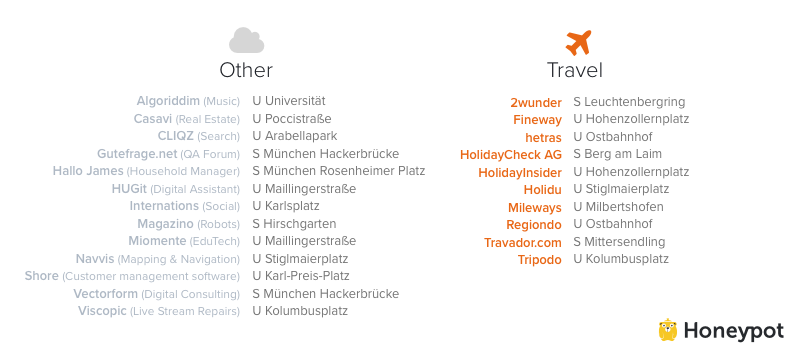 Other
Algoriddim (Music) U Universität
Casavi (Real Estate) U Poccistraße
CLIQZ (Search) U Arabellapark
Gutefrage.net (QA Forum) S München Hackerbrücke
Hallo James (Household Manager) S München Rosenheimer Platz
HUGit (Digital Assistant) U Maillingerstraße
Internations (Social) U Karlsplatz
Magazino (Robots) S Hirschgarten
Miomente (EduTech) U Maillingerstraße
Navvis (Mapping & Navigation) U Stiglmaierplatz
Shore (Customer management software) U Karl-Preis-Platz
Vectorform (Digital Consulting) S München Hackerbrücke
Viscopic (Live Stream Repairs) U Kolumbusplatz
Travel
2wunder S Leuchtenbergring
Fineway U Hohenzollernplatz
hetras U Ostbahnhof
HolidayCheck AG S Berg am Laim
HolidayInsider U Hohenzollernplatz
Holidu U Stiglmaierplatz
Mileways U Milbertshofen
Regiondo U Ostbahnhof
Travador.com S Mittersendling
Tripodo U Kolumbusplatz
Honeypot